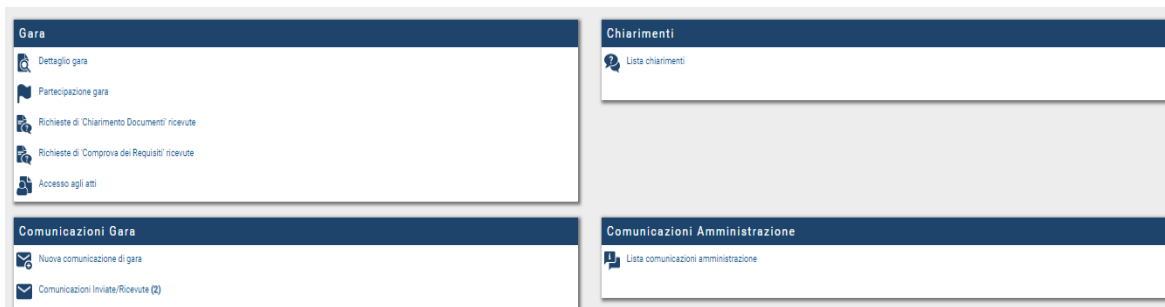 Gara
Dettaglio gara
Partecipazione gara
Richieste di 'Chiarimento Documenti' ricevute
Richieste di 'Comprova dei Requisiti' ricevute
Accesso agli atti
Chiarimenti
Lista chiarimenti
Comunicazioni Gara
Nuova comunicazione di gara
Comunicazioni Inviate/Ricevute (2)
Comunicazioni Amministrazione
Lista comunicazioni amministrazione